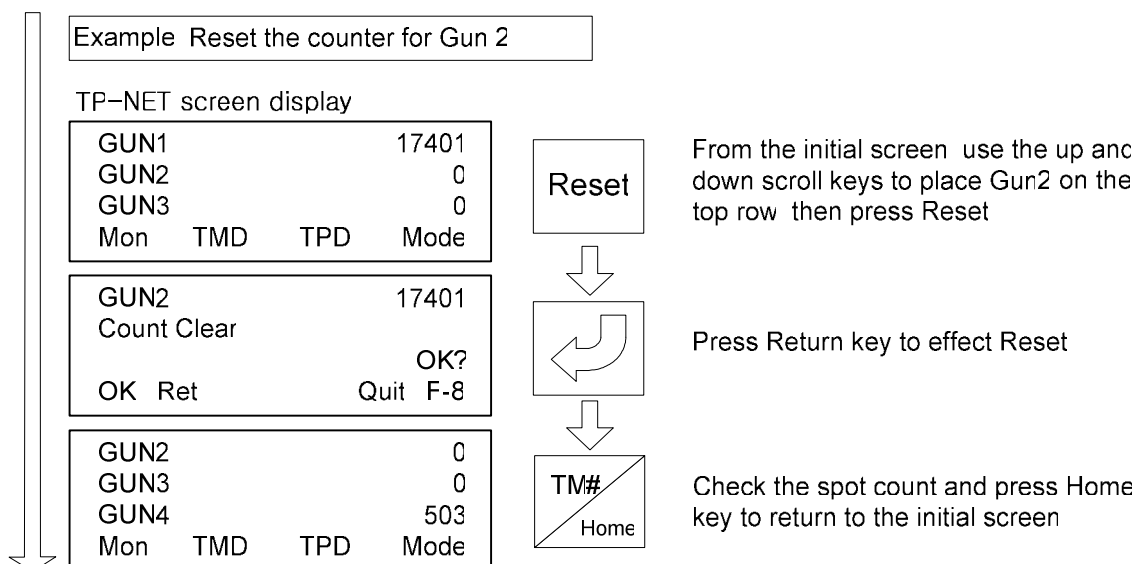 Example Reset the counter for Gun 2
TP-NET screen display
GUN1 17401
GUN2 0
GUN3 0
Mon TMD TPD Mode
Reset
From the initial screen use the up and
down scroll keys to place Gun2 on the
top row then press Reset
GUN2 17401
Count Clear
OK?
OK Ret Quit F-8
Press Return key to effect Reset
GUN2 0
GUN3 0
GUN4 503
Mon TMD TPD Mode
TM#
Home
Check the spot count and press Home
key to return to the initial screen